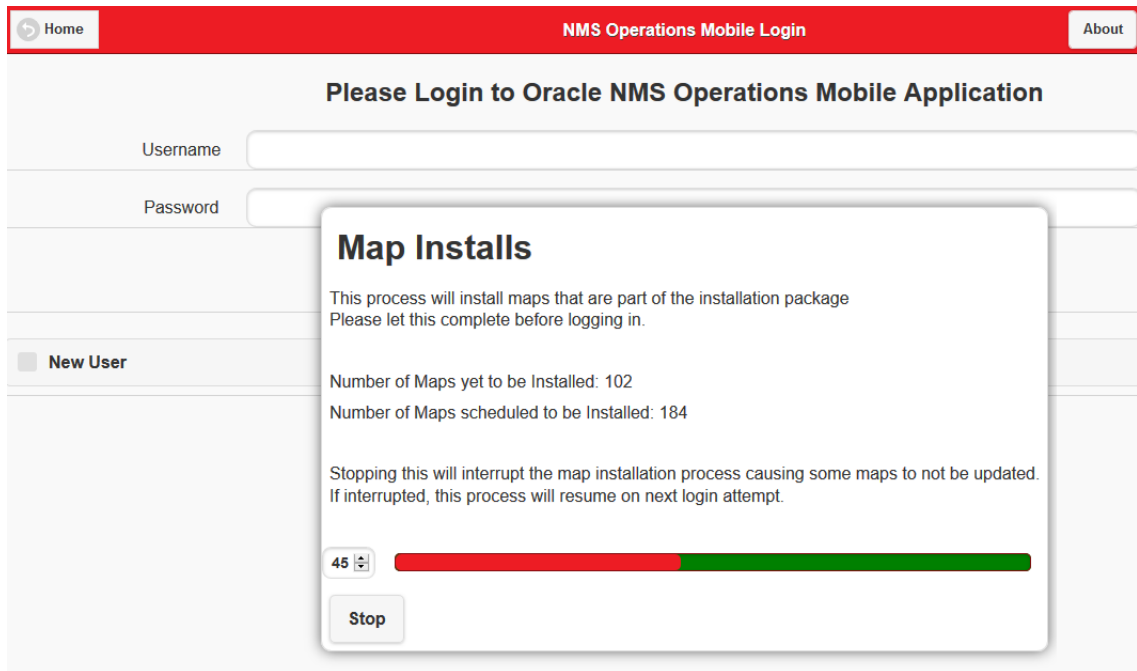 Home
NMS Operations Mobile Login
About
Please Login to Oracle NMS Operations Mobile Application
Username
Password
Map Installs
This process will install maps that are part of the installation package
Please let this complete before logging in.
New User
Number of Maps yet to be Installed: 102
Number of Maps scheduled to be Installed: 184
Stopping this will interrupt the map installation process causing some maps to not be updated.
If interrupted, this process will resume on next login attempt.
45
Stop